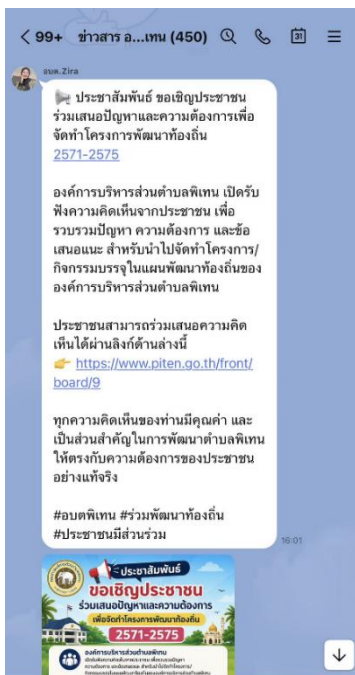 99+ ข่าวสาร อ...เทน (450)
31
อบต.Zira
ประชาสัมพันธ์ ขอเชิญประชาชน
ร่วมเสนอปัญหาและความต้องการเพื่อ
จัดทำโครงการพัฒนาท้องถิ่น
2571-2575
องค์การบริหารส่วนตำบลพิเทน เปิดรับ
ฟังความคิดเห็นจากประชาชน เพื่อ
รวบรวมปัญหา ความต้องการ และข้อ
เสนอแนะ สำหรับนำไปจัดทำโครงการ/
กิจกรรมบรรจุในแผนพัฒนาท้องถิ่นของ
องค์การบริหารส่วนตำบลพิเทน
ประชาชนสามารถร่วมเสนอความคิด
เห็นได้ผ่านลิงก์ด้านล่างนี้
👉 https://www.piten.go.th/front/
board/9
ทุกความคิดเห็นของท่านมีคุณค่า และ
เป็นส่วนสำคัญในการพัฒนาตำบลพิเทน
ให้ตรงกับความต้องการของประชาชน
อย่างแท้จริง
#อบตพิเทน #ร่วมพัฒนาท้องถิ่น
#ประชาชนมีส่วนร่วม
16:01
ประชาสัมพันธ์
ขอเชิญประชาชน
ร่วมเสนอปัญหาและความต้องการ
เพื่อจัดทำโครงการพัฒนาท้องถิ่น
2571-2575
องค์การบริหารส่วนตำบลพิเทน